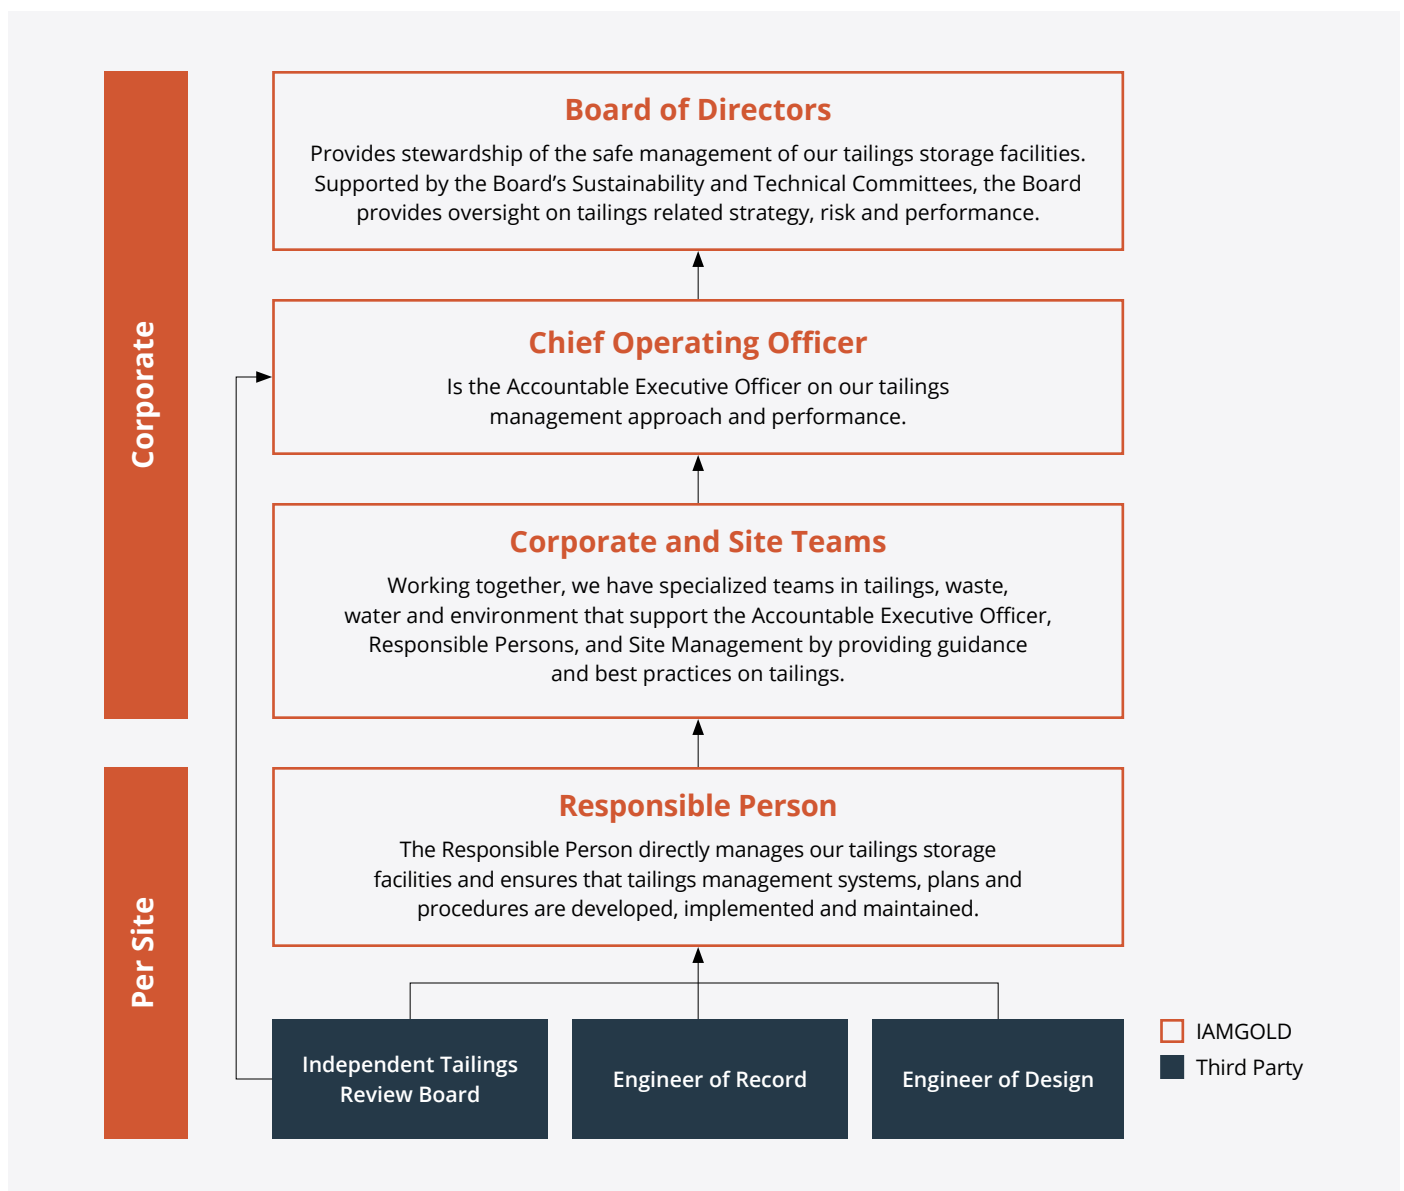 Corporate
Board of Directors
Provides stewardship of the safe management of our tailings storage facilities.
Supported by the Board’s Sustainability and Technical Committees, the Board
provides oversight on tailings related strategy, risk and performance.
Chief Operating Officer
Is the Accountable Executive Officer on our tailings
management approach and performance.
Corporate and Site Teams
Working together, we have specialized teams in tailings, waste,
water and environment that support the Accountable Executive Officer,
Responsible Persons, and Site Management by providing guidance
and best practices on tailings.
Per Site
Responsible Person
The Responsible Person directly manages our tailings storage
facilities and ensures that tailings management systems, plans and
procedures are developed, implemented and maintained.
Independent Tailings
Review Board
Engineer of Record
Engineer of Design
IAMGOLD
Third Party